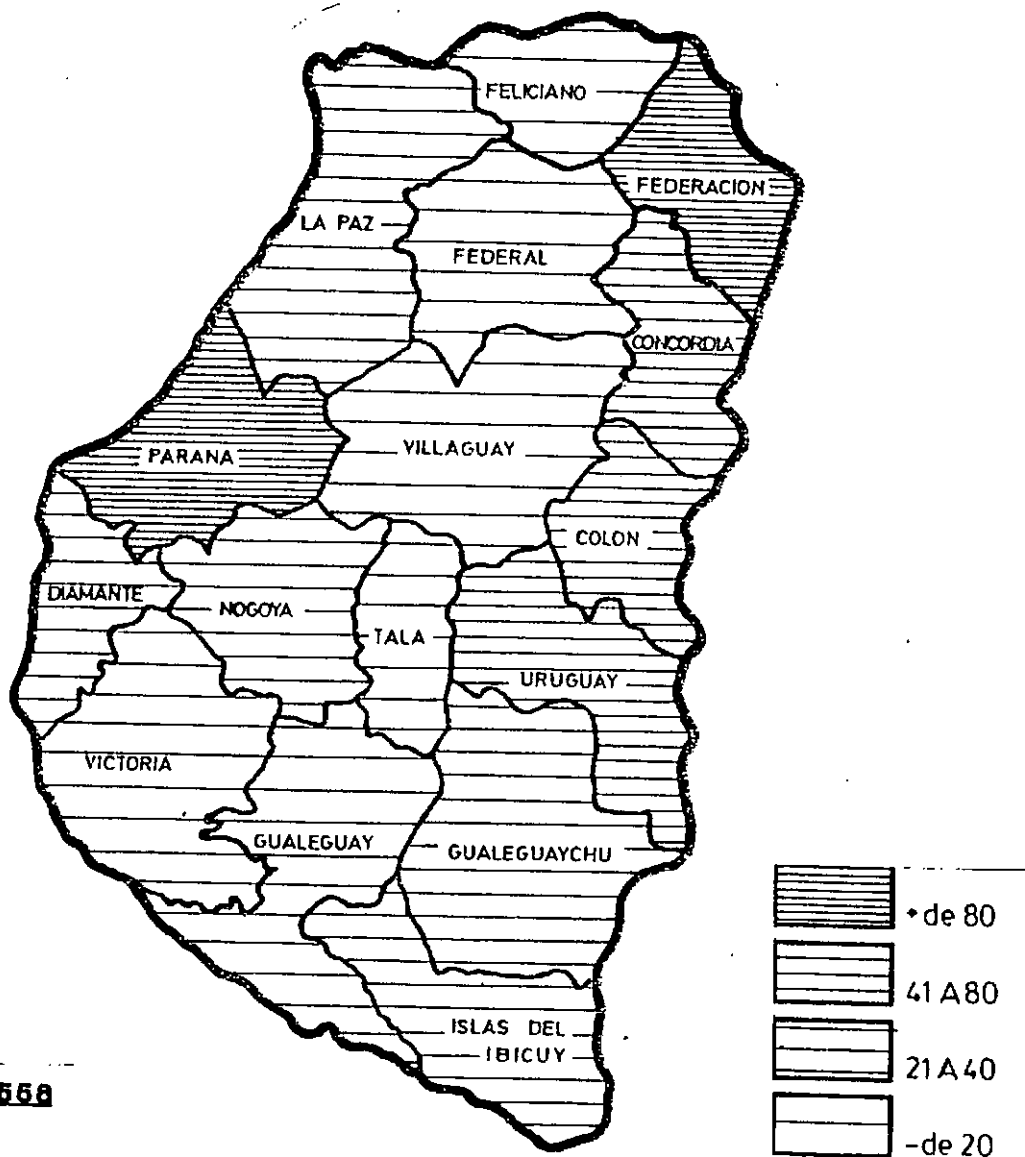 FELICIANO
FEDERACION
LA PAZ
FEDERAL
CONCORDIA
PARANA
VILLAGUAY
COLON
DIAMANTE
NOGOYA
TALA
URUGUAY
VICTORIA
GUALEGUAY
GUALEGUAYCHU
ISLAS DEL
IBICUY
+ de 80
41 A 80
21 A 40
- de 20